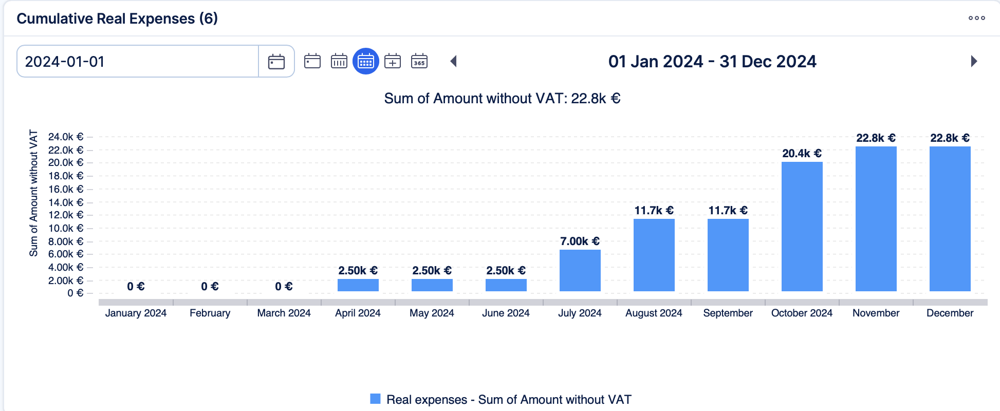 Cumulative Real Expenses (6)
2024-01-01
365
01 Jan 2024 - 31 Dec 2024
Sum of Amount without VAT: 22.8k €
Sum of Amount without VAT
24.0k €
22.0k €
20.0k €
18.0k €
16.0k €
14.0k €
12.0k €
10.0k €
8.00k €
6.00k €
4.00k €
2.00k €
0 €
0 €
0 €
0 €
2.50k €
2.50k €
2.50k €
7.00k €
11.7k €
11.7k €
20.4k €
22.8k €
22.8k €
January 2024
February
March 2024
April 2024
May 2024
June 2024
July 2024
August 2024
September
October 2024
November
December
Real expenses - Sum of Amount without VAT